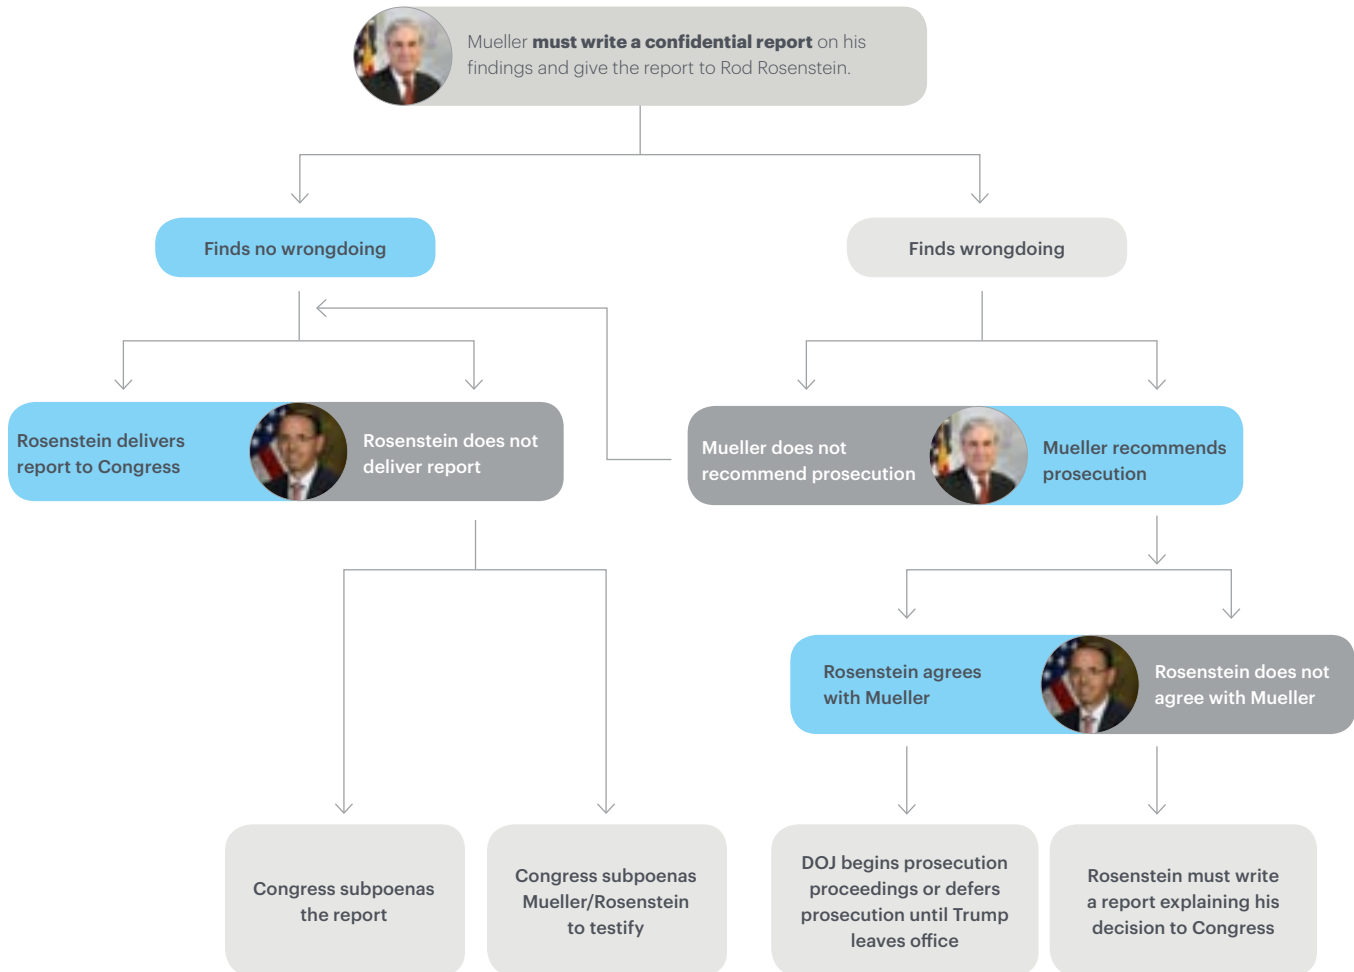 Mueller must write a confidential report on his
findings and give the report to Rod Rosenstein.
Finds no wrongdoing
Finds wrongdoing
Rosenstein delivers
report to Congress
Rosenstein does not
deliver report
Mueller does not
recommend prosecution
Mueller recommends
prosecution
Rosenstein agrees
with Mueller
Rosenstein does not
agree with Mueller
Congress subpoenas
the report
Congress subpoenas
Mueller/Rosenstein
to testify
DOJ begins prosecution
proceedings or defers
prosecution until Trump
leaves office
Rosenstein must write
a report explaining his
decision to Congress